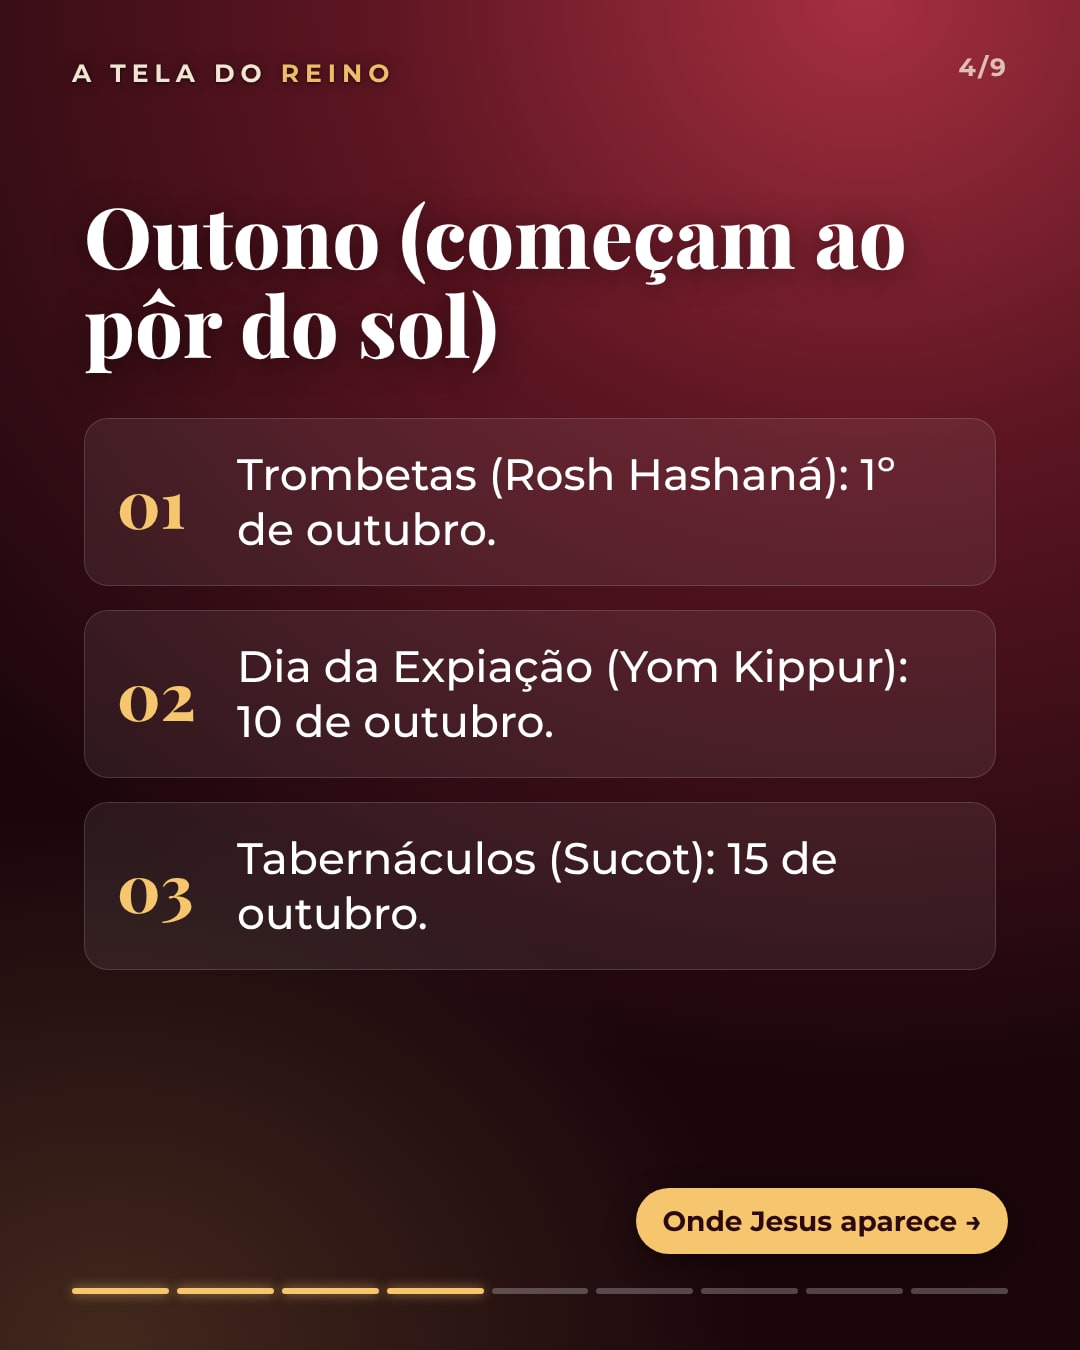 A TELA DO REINO
4/9
Outono (começam ao
pôr do sol)
01
Trombetas (Rosh Hashaná): 1º
de outubro.
02
Dia da Expiação (Yom Kippur):
10 de outubro.
03
Tabernáculos (Sucot): 15 de
outubro.
Onde Jesus aparece →